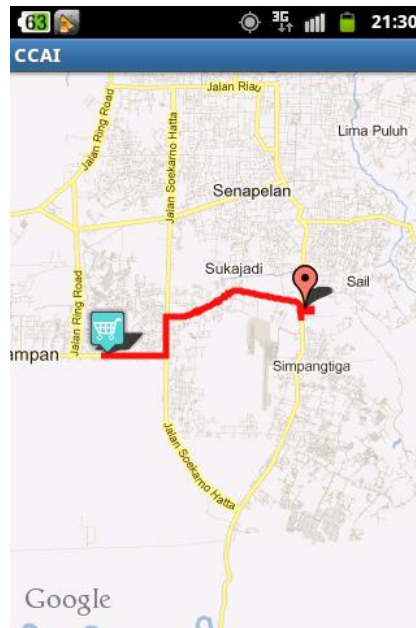 63 3G 21:30
CCAI
Jalan Riau
Jalan Ring Road
Jalan Soekarno Hatta
Lima Puluh
Senapelan
Sukajadi
Sail
Jalan Ring Road
ampan
Simpangtiga
Jalan Soekarno Hatta
Google